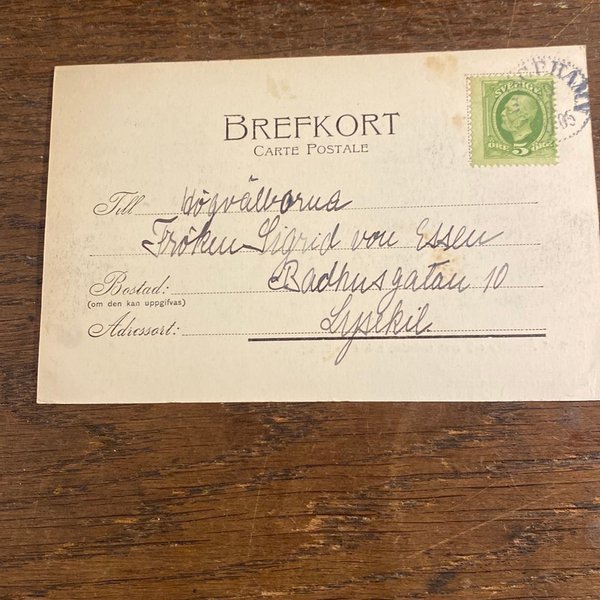 BREFKORT
CARTE POSTALE
SVERIGE
ÖRE 5 ÖRE
05
Till Högvälborna
Fröken Sigrid von Essen
Bostad: Badhusgatan 10
(om den kan uppgifvas)
Adressort: Lysekil